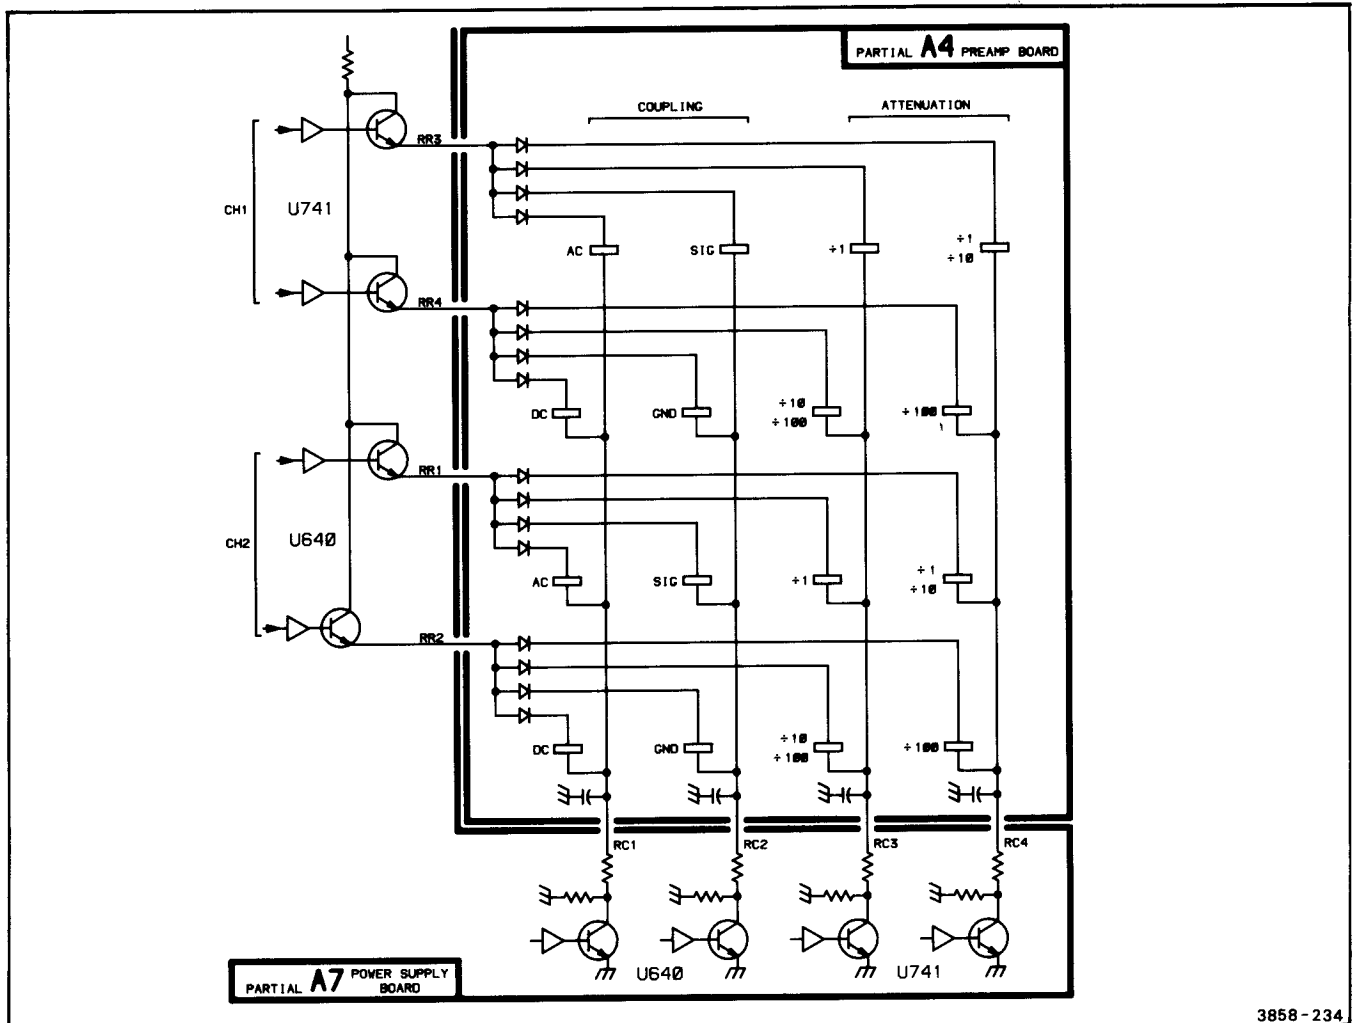 PARTIAL A4 PREAMP BOARD
COUPLING
ATTENUATION
RR3
CH1
U741
AC
SIG
÷1
÷1
÷10
RR4
DC
GND
÷10
÷100
÷100
RR1
CH2
U640
AC
SIG
÷1
÷1
÷10
RR2
DC
GND
÷10
÷100
÷100
RC1
RC2
RC3
RC4
U640
U741
PARTIAL A7 POWER SUPPLY
BOARD
3858-234